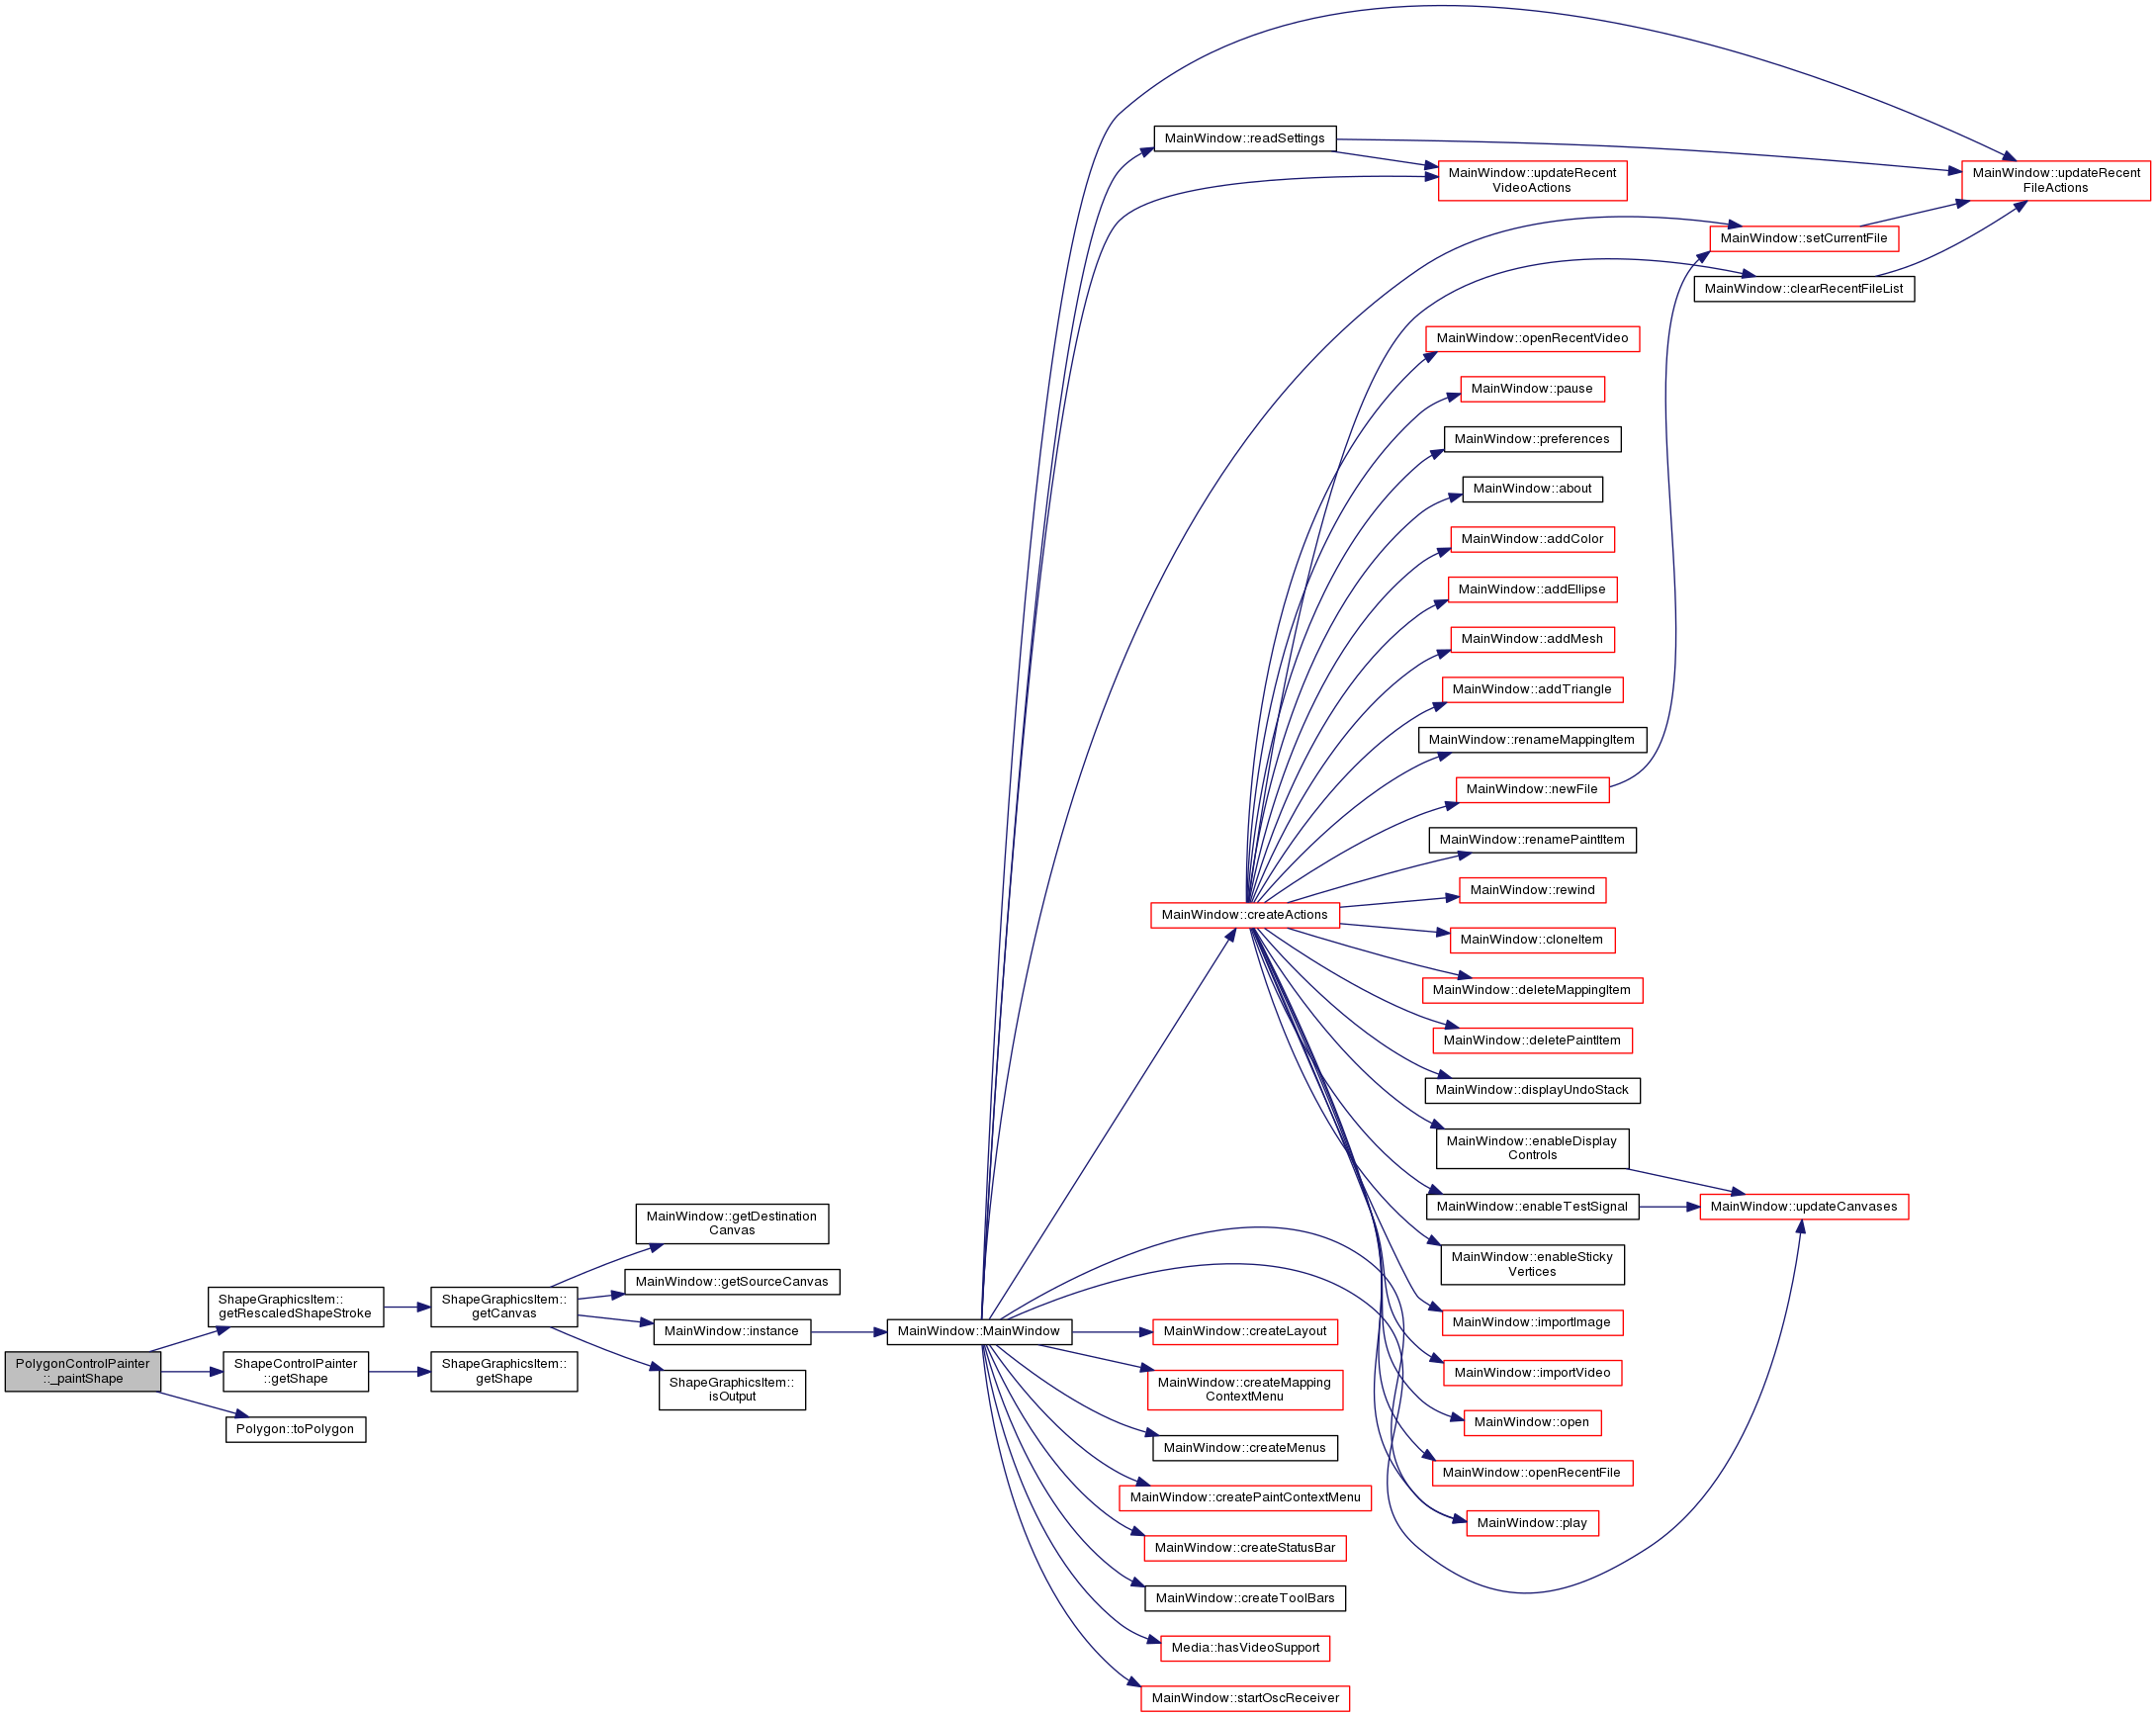 MainWindow::readSettings
MainWindow::updateRecent
VideoActions
MainWindow::updateRecent
FileActions
MainWindow::setCurrentFile
MainWindow::clearRecentFileList
MainWindow::openRecentVideo
MainWindow::pause
MainWindow::preferences
MainWindow::about
MainWindow::addColor
MainWindow::addEllipse
MainWindow::addMesh
MainWindow::addTriangle
MainWindow::renameMappingItem
MainWindow::newFile
MainWindow::renamePaintItem
MainWindow::rewind
MainWindow::createActions
MainWindow::cloneItem
MainWindow::deleteMappingItem
MainWindow::deletePaintItem
MainWindow::displayUndoStack
MainWindow::enableDisplay
Controls
MainWindow::enableTestSignal
MainWindow::updateCanvases
MainWindow::enableSticky
Vertices
MainWindow::importImage
MainWindow::importVideo
MainWindow::open
MainWindow::openRecentFile
MainWindow::play
MainWindow::getDestination
Canvas
MainWindow::getSourceCanvas
ShapeGraphicsItem::
getRescaledShapeStroke
ShapeGraphicsItem::
getCanvas
MainWindow::instance
MainWindow::MainWindow
PolygonControlPainter
::_paintShape
ShapeControlPainter
::getShape
ShapeGraphicsItem::
getShape
ShapeGraphicsItem::
isOutput
Polygon::toPolygon
MainWindow::createLayout
MainWindow::createMapping
ContextMenu
MainWindow::createMenus
MainWindow::createPaintContextMenu
MainWindow::createStatusBar
MainWindow::createToolBars
Media::hasVideoSupport
MainWindow::startOscReceiver